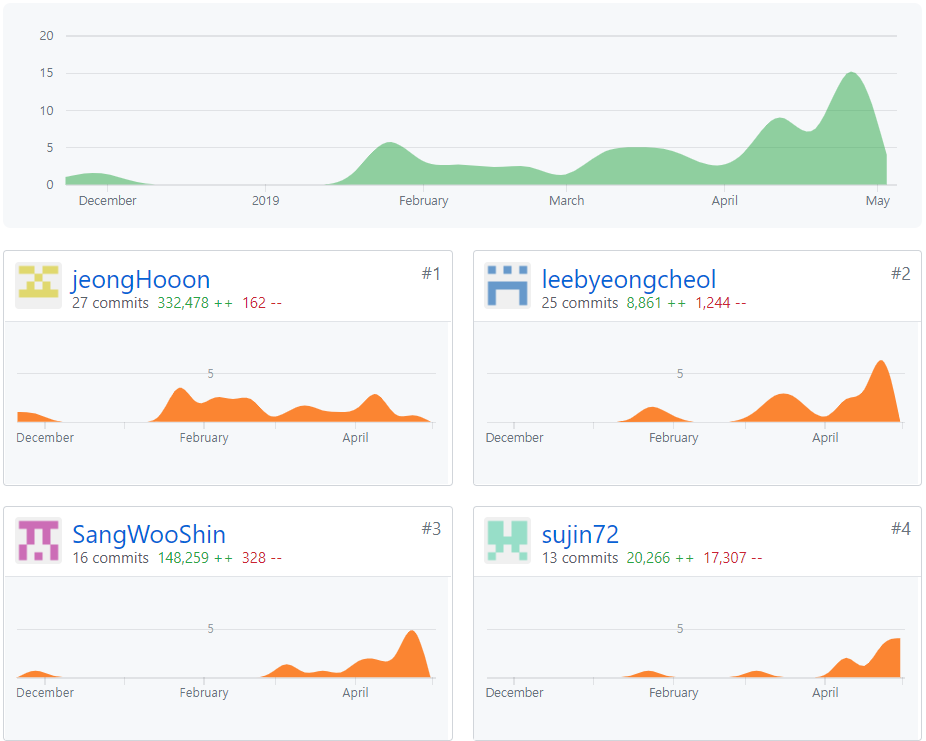 20
15
10
5
0
December 2019 February March April May
jeongHooon #1
27 commits 332,478 ++ 162 --
5
December February April
leebyeongcheol #2
25 commits 8,861 ++ 1,244 --
5
December February April
SangWooShin #3
16 commits 148,259 ++ 328 --
5
December February April
sujin72 #4
13 commits 20,266 ++ 17,307 --
5
December February April